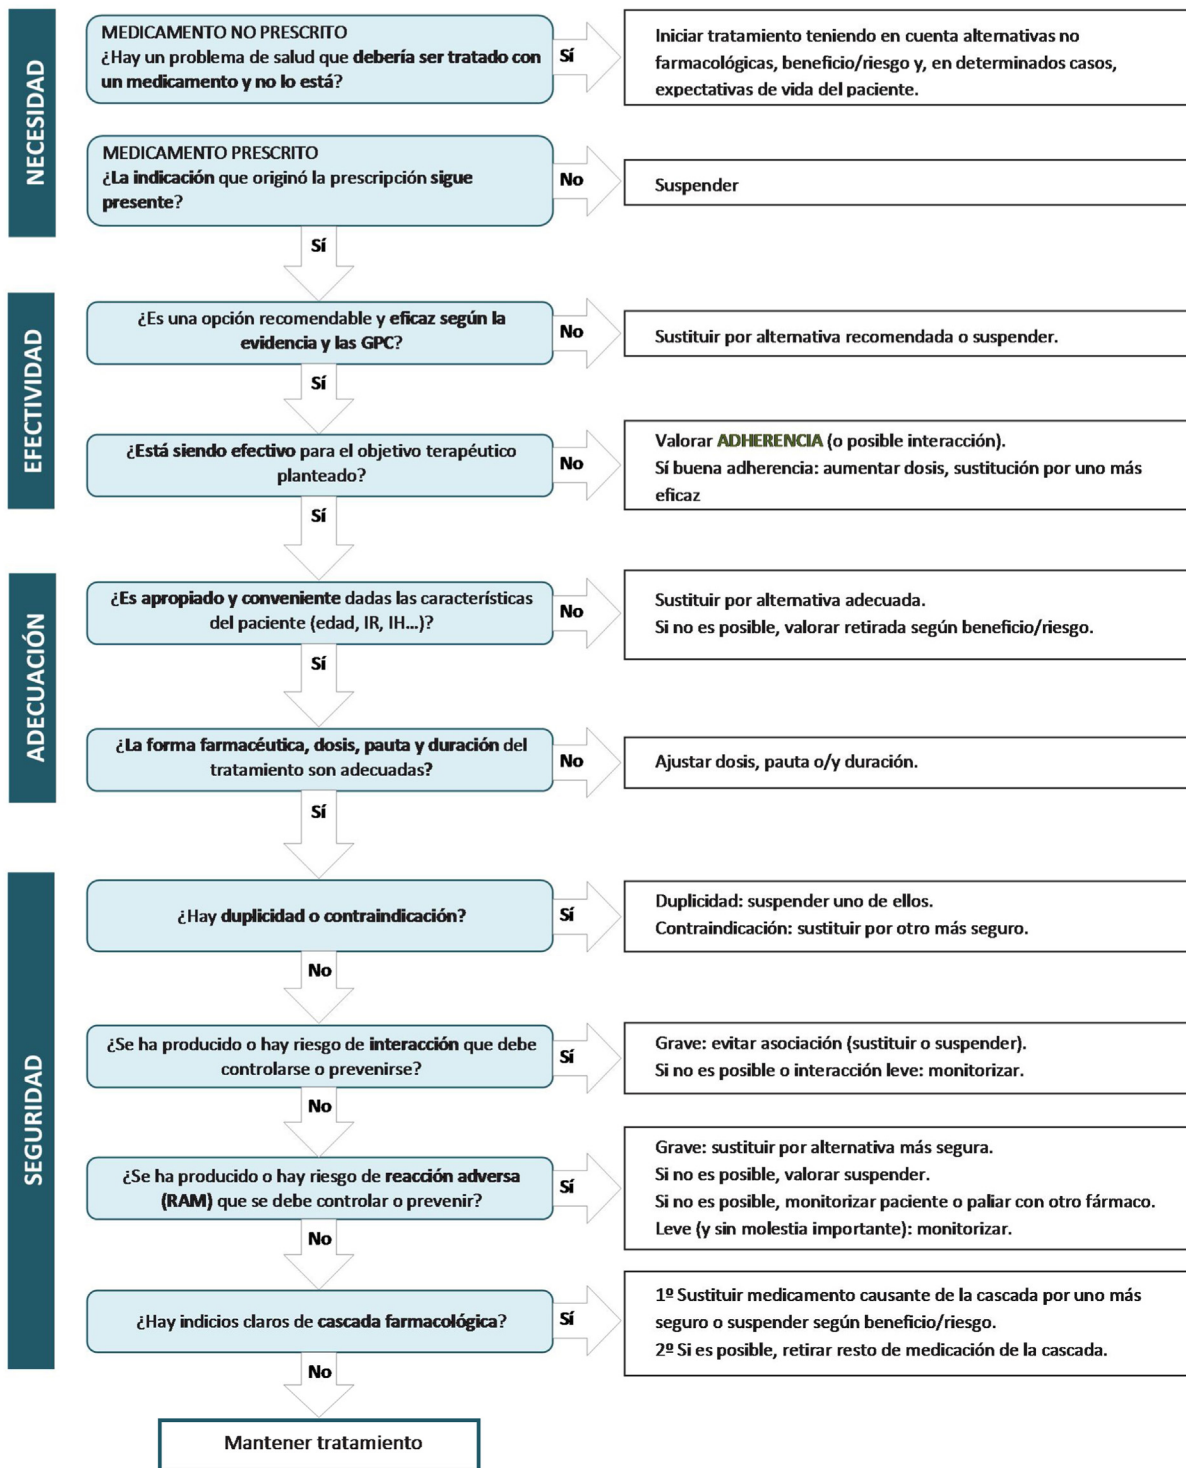 NECESIDAD
MEDICAMENTO NO PRESCRITO
¿Hay un problema de salud que debería ser tratado con
un medicamento y no lo está?
Sí
Iniciar tratamiento teniendo en cuenta alternativas no
farmacológicas, beneficio/riesgo y, en determinados casos,
expectativas de vida del paciente.
MEDICAMENTO PRESCRITO
¿La indicación que originó la prescripción sigue
presente?
No
Suspender
Sí
EFECTIVIDAD
¿Es una opción recomendable y eficaz según la
evidencia y las GPC?
No
Sustituir por alternativa recomendada o suspender.
Sí
¿Está siendo efectivo para el objetivo terapéutico
planteado?
No
Valorar ADHERENCIA (o posible interacción).
Sí buena adherencia: aumentar dosis, sustitución por uno más
eficaz
Sí
ADECUACIÓN
¿Es apropiado y conveniente dadas las características
del paciente (edad, IR, IH...)?
No
Sustituir por alternativa adecuada.
Si no es posible, valorar retirada según beneficio/riesgo.
Sí
¿La forma farmacéutica, dosis, pauta y duración del
tratamiento son adecuadas?
No
Ajustar dosis, pauta o/y duración.
Sí
SEGURIDAD
¿Hay duplicidad o contraindicación?
Sí
Duplicidad: suspender uno de ellos.
Contraindicación: sustituir por otro más seguro.
No
¿Se ha producido o hay riesgo de interacción que debe
controlarse o prevenirse?
Sí
Grave: evitar asociación (sustituir o suspender).
Si no es posible o interacción leve: monitorizar.
No
¿Se ha producido o hay riesgo de reacción adversa
(RAM) que se debe controlar o prevenir?
Sí
Grave: sustituir por alternativa más segura.
Si no es posible, valorar suspender.
Si no es posible, monitorizar paciente o paliar con otro fármaco.
Leve (y sin molestia importante): monitorizar.
No
¿Hay indicios claros de cascada farmacológica?
Sí
1º Sustituir medicamento causante de la cascada por uno más
seguro o suspender según beneficio/riesgo.
2º Si es posible, retirar resto de medicación de la cascada.
No
Mantener tratamiento